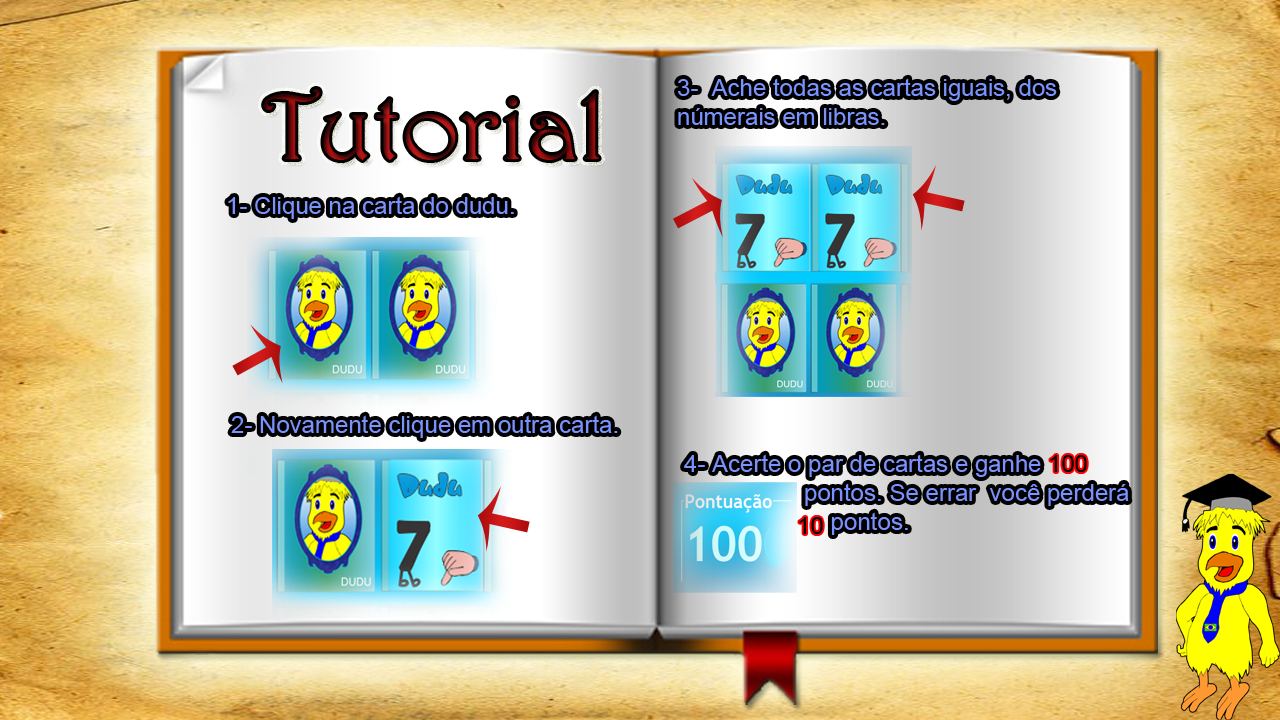 Tutorial
1- Clique na carta do dudu.
DUDU
DUDU
2- Novamente clique em outra carta.
DUDU
Dudu
7
3- Ache todas as cartas iguais, dos
númerais em libras.
Dudu
7
Dudu
7
DUDU
DUDU
4- Acerte o par de cartas e ganhe 100
pontos. Se errar você perderá
10 pontos.
Pontuação
100